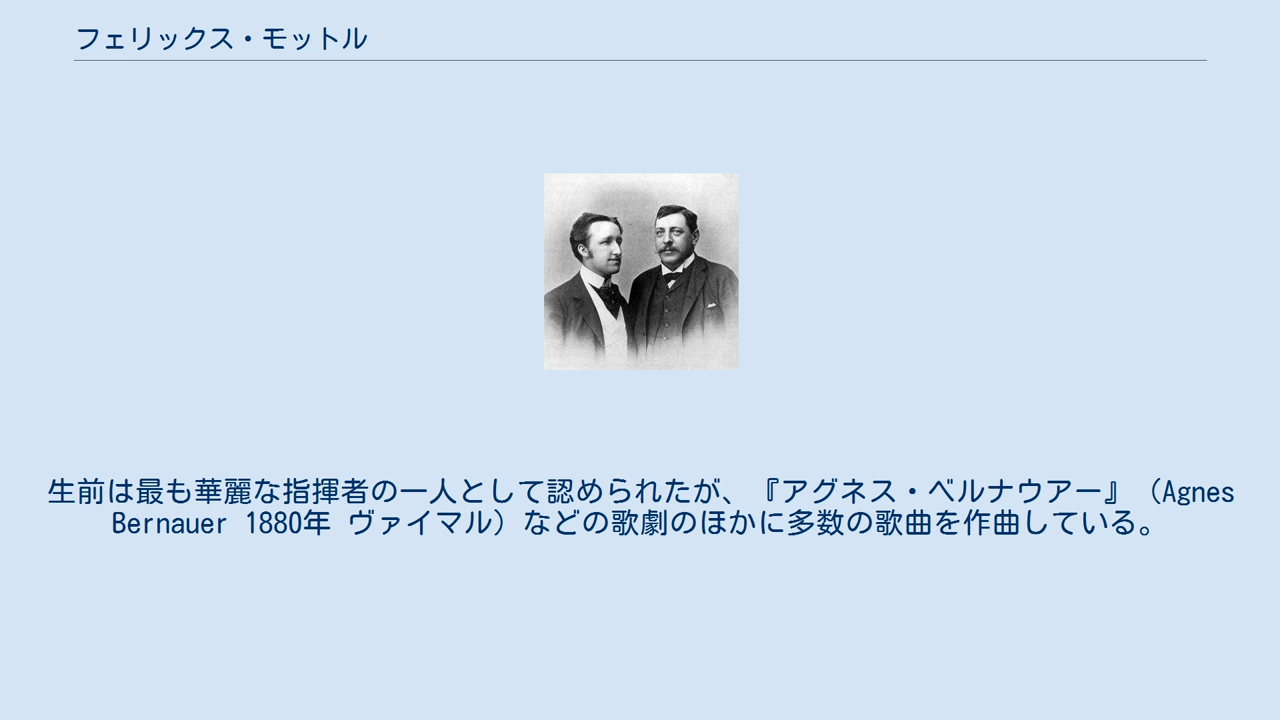 フェリックス・モットル
生前は最も華麗な指揮者の一人として認められたが、『アグネス・ベルナウアー』（Agnes
Bernauer 1880年 ヴァイマル）などの歌劇のほかに多数の歌曲を作曲している。